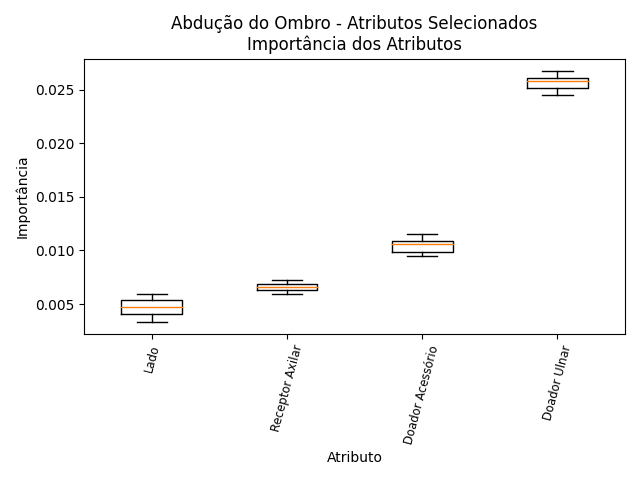 Abdução do Ombro - Atributos Selecionados
Importância dos Atributos
0.025
0.020
0.015
0.010
0.005
Importância
Lado
Receptor Axilar
Doador Acessório
Doador Ulnar
Atributo